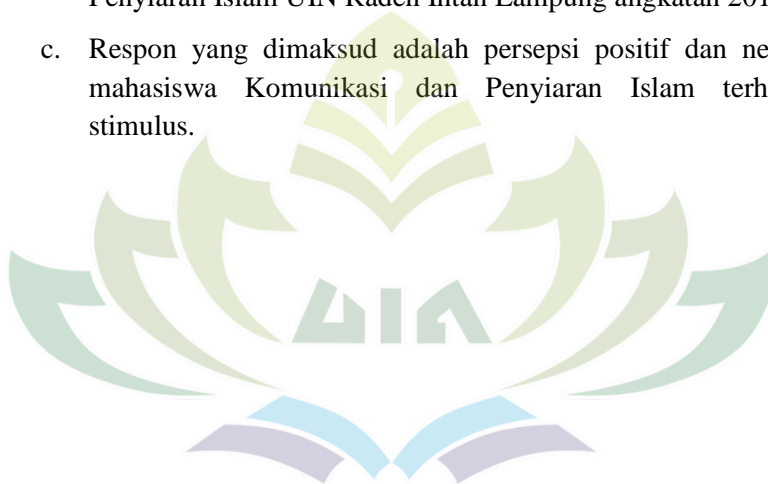 Penyiaran Islam UIN Raden Intan Lampung angkatan 201
c. Respon yang dimaksud adalah persepsi positif dan ne
mahasiswa Komunikasi dan Penyiaran Islam terh
stimulus.
UIN